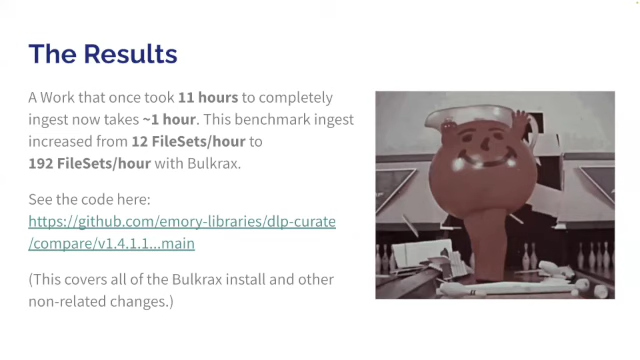 The Results
A Work that once took 11 hours to completely
ingest now takes ~1 hour. This benchmark ingest
increased from 12 FileSets/hour to
192 FileSets/hour with Bulkrax.
See the code here:
https://github.com/emory-libraries/dlp-curate
/compare/v1.4.1.1...main
(This covers all of the Bulkrax install and other
non-related changes.)